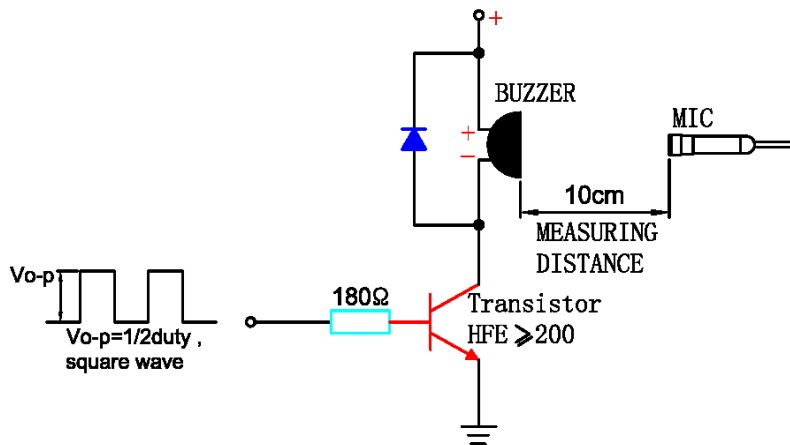 +
BUZZER
+
−
MIC
10cm
MEASURING
DISTANCE
Vo-p
Vo-p=1/2duty ,
square wave
180Ω
Transistor
HFE ≥200